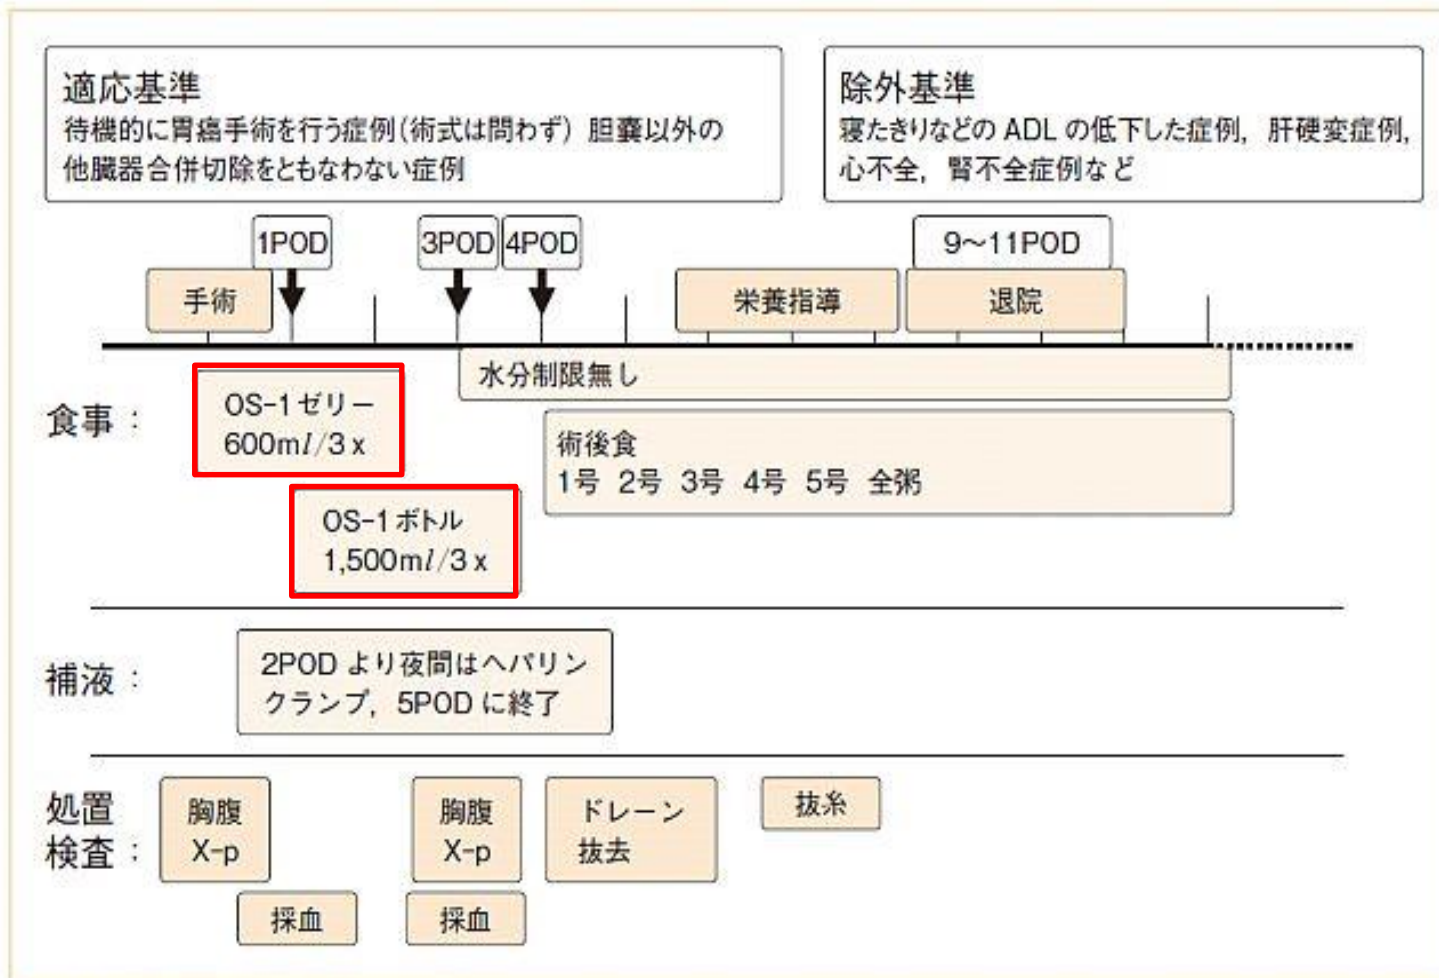 適応基準
待機的に胃癌手術を行う症例(術式は問わず) 胆嚢以外の
他臓器合併切除をともなわない症例
除外基準
寝たきりなどの ADL の低下した症例, 肝硬変症例,
心不全, 腎不全症例など
1POD
3POD
4POD
9〜11POD
手術
栄養指導
退院
水分制限無し
食事:
OS-1ゼリー
600ml/3x
術後食
1号 2号 3号 4号 5号 全粥
OS-1ボトル
1,500ml/3x
補液:
2POD より夜間はヘパリン
クランプ, 5POD に終了
処置
検査:
胸腹
X-p
胸腹
X-p
ドレーン
抜去
抜糸
採血
採血